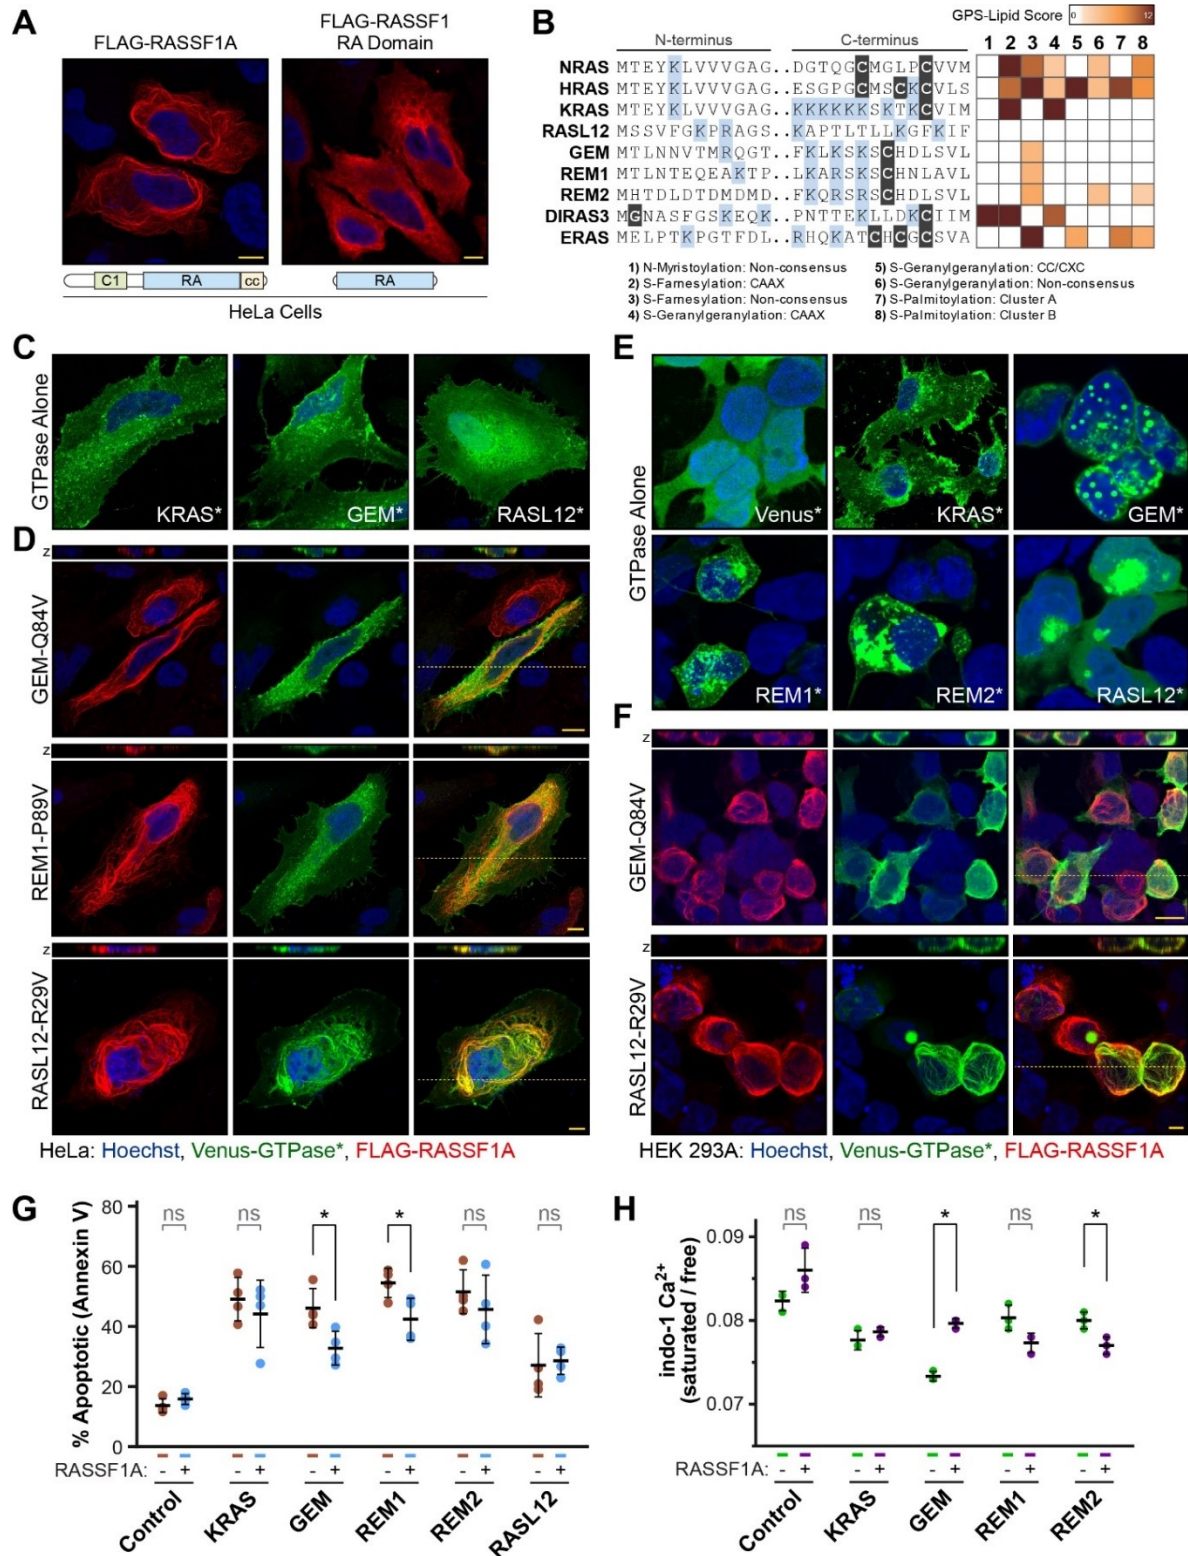 A
FLAG-RASSF1A
FLAG-RASSF1
RA Domain
C1
RA
CC
RA
HeLa Cells
B
GPS-Lipid Score
0
12
N-terminus
C-terminus
1 2 3 4 5 6 7 8
NRAS MTEYKLVVVGAG..DGTQGCMGLPCVVM
HRAS MTEYKLVVVGAG..ESGPGCMSCKCVLS
KRAS MTEYKLVVVGAG..KKKKKKSKTKCVIM
RASL12 MSSVFGKPRAGS..KAPTLTLLKGFKIF
GEM MTLNNVTMRQGT..FKLKSKSCHDLSVL
REM1 MTLNTEQEAKTP..LKARSKSCHNLAVL
REM2 MHTDLDTDMDMD..FKQRSRSCHDLSVL
DIRAS3 MGNASFGSKEQK..PNTTEKLLDKCIIM
ERAS MELPTKPGTFDL..RHQKATCHCGCSVA
1) N-Myristoylation: Non-consensus
2) S-Farnesylation: CAAX
3) S-Farnesylation: Non-consensus
4) S-Geranylgeranylation: CAAX
5) S-Geranylgeranylation: CC/CXC
6) S-Geranylgeranylation: Non-consensus
7) S-Palmitoylation: Cluster A
8) S-Palmitoylation: Cluster B
C
GTPase Alone
KRAS*
GEM*
RASL12*
D
z
GEM-Q84V
z
REM1-P89V
z
RASL12-R29V
HeLa: Hoechst, Venus-GTPase*, FLAG-RASSF1A
E
GTPase Alone
Venus*
KRAS*
GEM*
REM1*
REM2*
RASL12*
F
z
GEM-Q84V
z
RASL12-R29V
HEK 293A: Hoechst, Venus-GTPase*, FLAG-RASSF1A
G
% Apoptotic (Annexin V)
80
60
40
20
0
ns ns * * ns ns
RASSF1A: - + - + - + - + - + - +
Control KRAS GEM REM1 REM2 RASL12
H
indo-1 Ca2+
(saturated / free)
0.09
0.08
0.07
ns ns * ns *
RASSF1A: - + - + - + - + - +
Control KRAS GEM REM1 REM2